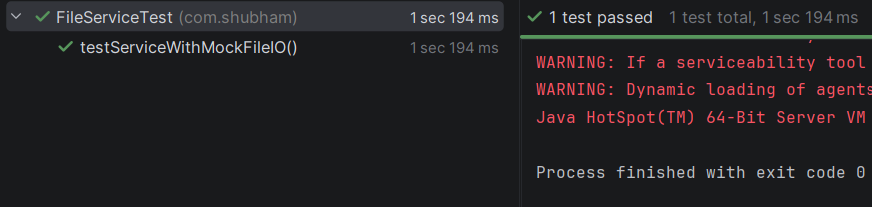 FileServiceTest (com.shubham) 1 sec 194 ms
testServiceWithMockFileIO() 1 sec 194 ms
1 test passed 1 test total, 1 sec 194 ms
WARNING: If a serviceability tool
WARNING: Dynamic loading of agents
Java HotSpot(TM) 64-Bit Server VM
Process finished with exit code 0